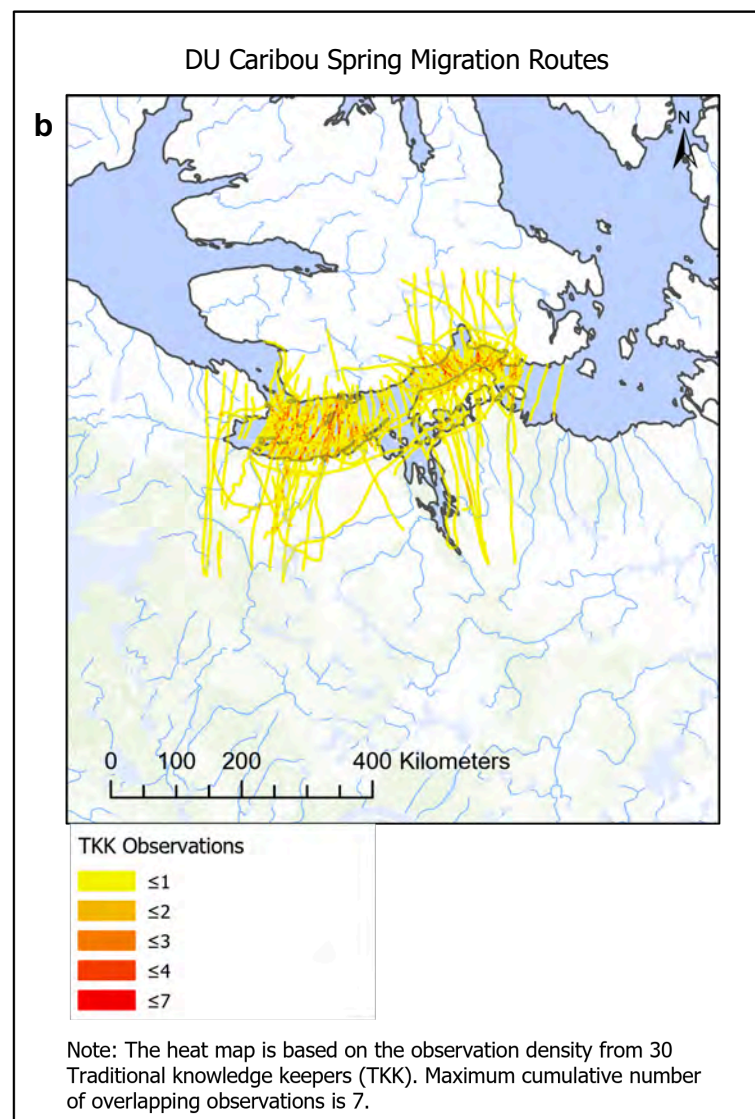 DU Caribou Spring Migration Routes
b
N
0 100 200 400 Kilometers
TKK Observations
≤1
≤2
≤3
≤4
≤7
Note: The heat map is based on the observation density from 30
Traditional knowledge keepers (TKK). Maximum cumulative number
of overlapping observations is 7.